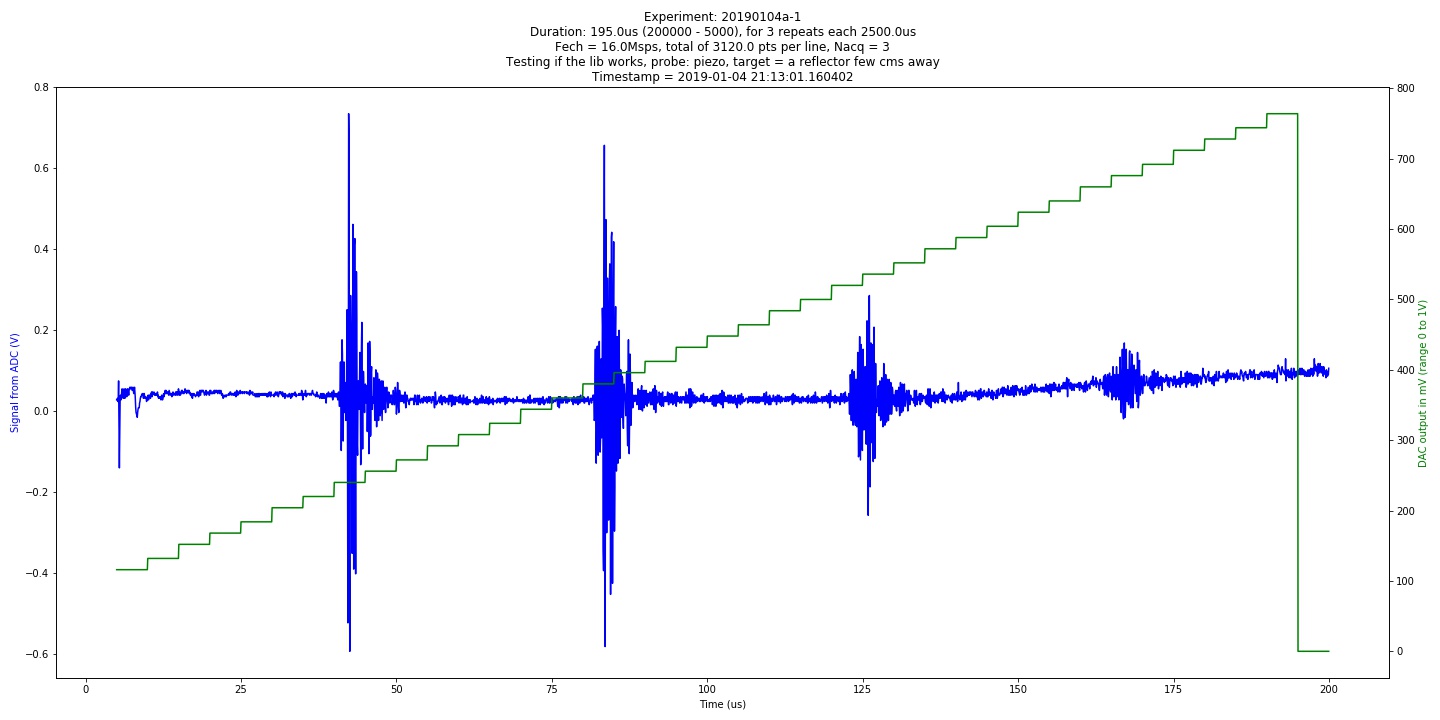 Experiment: 20190104a-1
Duration: 195.0us (200000 - 5000), for 3 repeats each 2500.0us
Fech = 16.0Msps, total of 3120.0 pts per line, Nacq = 3
Testing if the lib works, probe: piezo, target = a reflector few cms away
Timestamp = 2019-01-04 21:13:01.160402
Signal from ADC (V)
0.8
0.6
0.4
0.2
0.0
−0.2
−0.4
−0.6
800
700
600
500
400
300
200
100
0
DAC output in mV (range 0 to 1V)
0 25 50 75 100 125 150 175 200
Time (us)